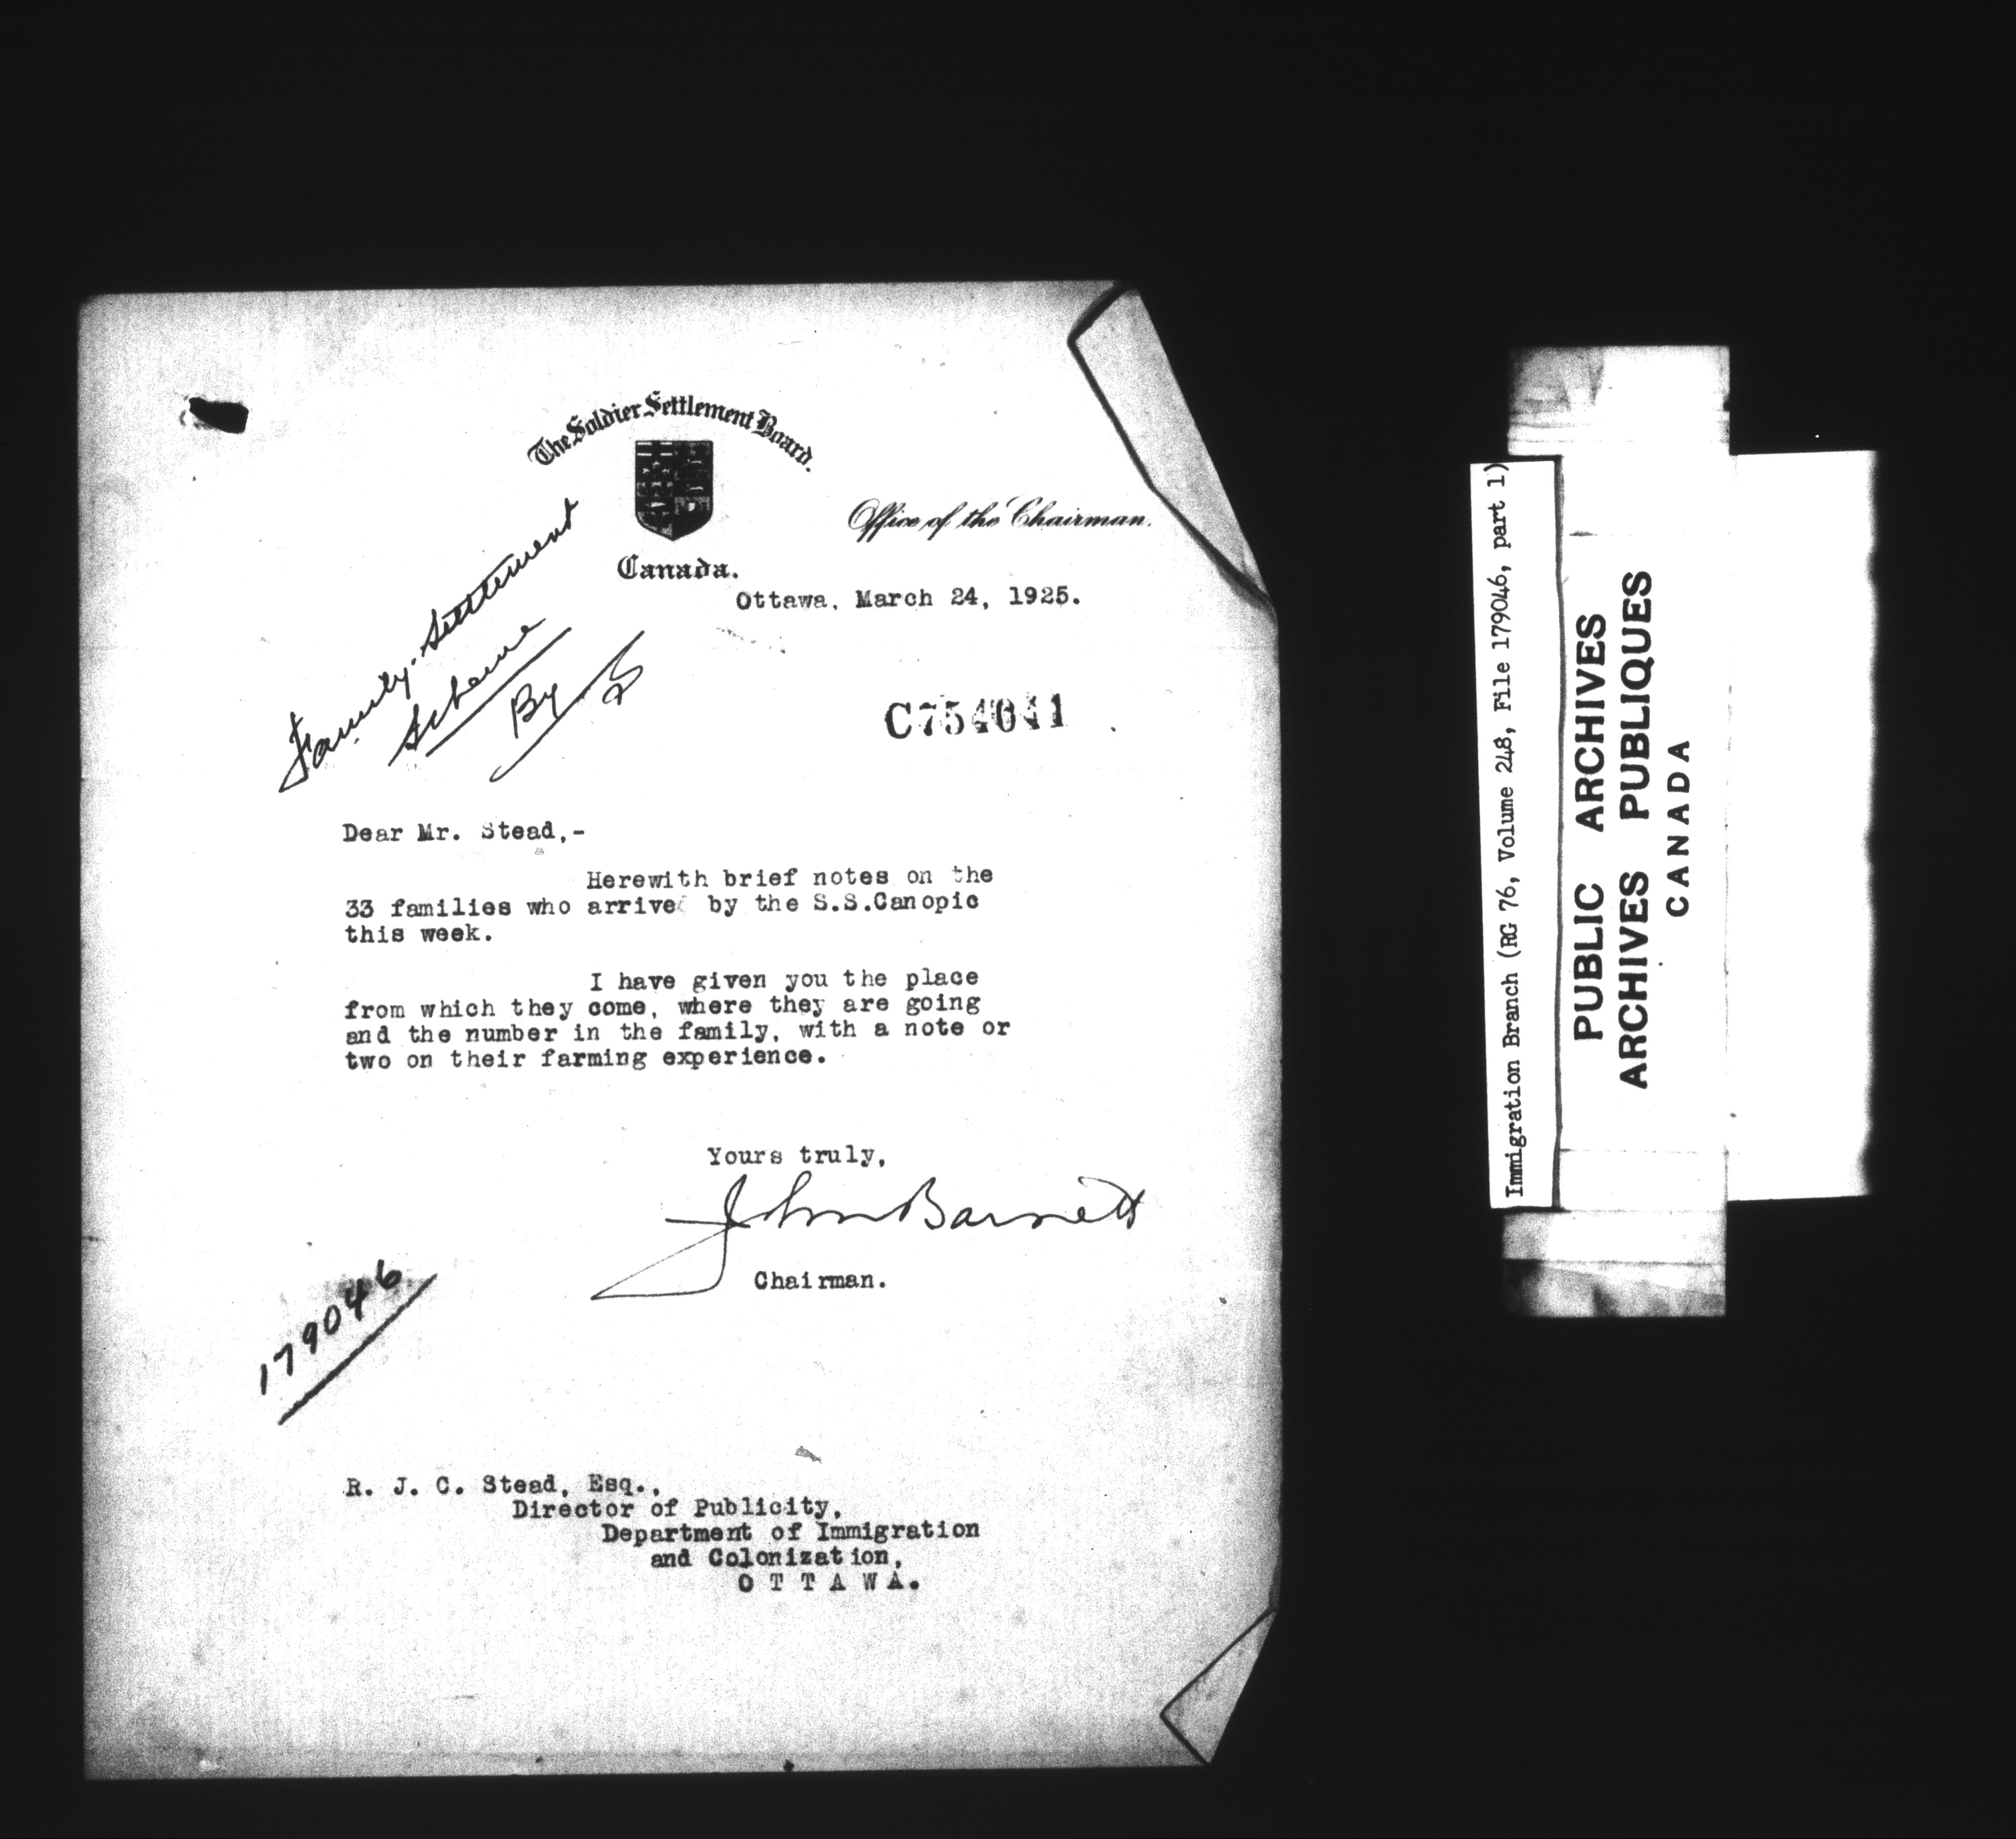 The Soldier Settlement Board.
Canada.
Office of the Chairman.
Ottawa, March 24, 1925.
Family Settlement
Scheme
By
C754041
Dear Mr. Stead,-
Herewith brief notes on the
33 families who arrived by the S.S.Canopic
this week.
I have given you the place
from which they come, where they are going
and the number in the family, with a note or
two on their farming experience.
Yours truly,
John Barnett
Chairman.
179046
R. J. C. Stead, Esq.,
Director of Publicity,
Department of Immigration
and Colonization,
O T T A W A.
Immigration Branch (RG 76, Volume 248, File 179046, part 1)
PUBLIC ARCHIVES
ARCHIVES PUBLIQUES
CANADA